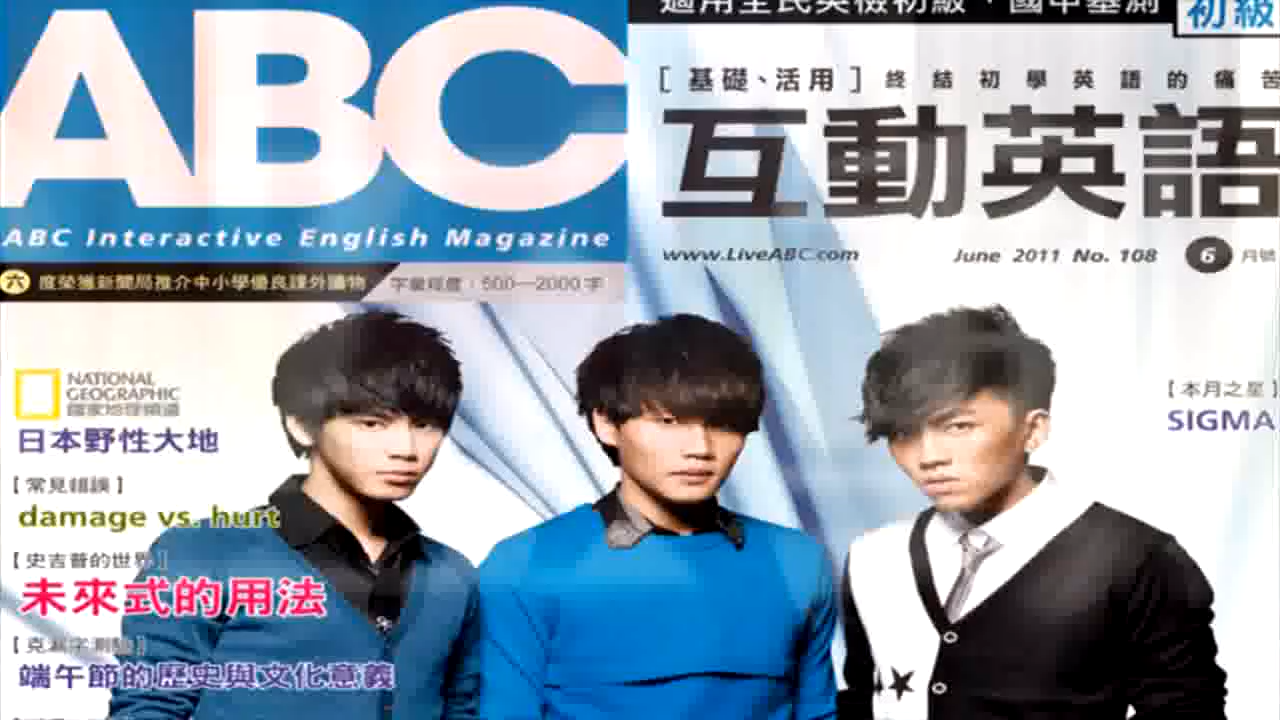 ABC
ABC Interactive English Magazine
六度榮獲新聞局推介中小學優良課外讀物
字彙程度：500—2000字
適用全民英檢初級、國中基測
初級
[ 基礎、活用 ] 終結初學英語的痛苦
互動英語
www.LiveABC.com
June 2011 No. 108
6 月號
NATIONAL
GEOGRAPHIC
國家地理頻道
日本野性大地
【常見錯誤】
damage vs. hurt
【史吉普的世界】
未來式的用法
【克漏字測驗】
端午節的歷史與文化意義
【本月之星】
SIGMA